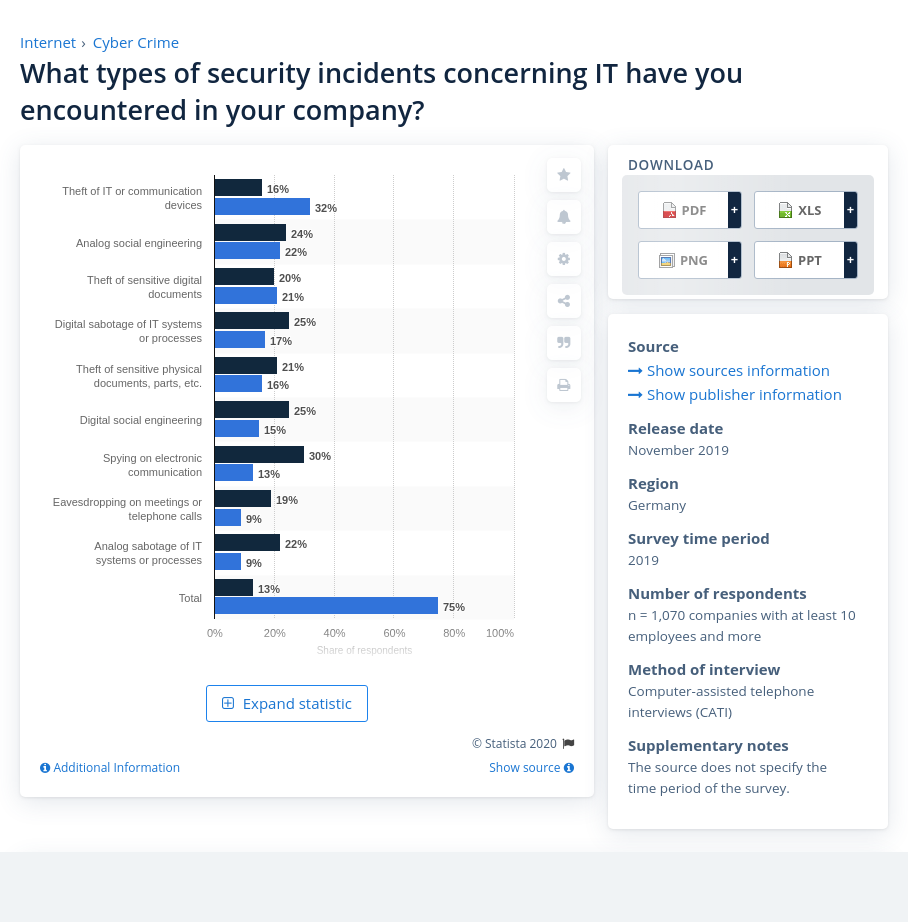 Internet › Cyber Crime
What types of security incidents concerning IT have you
encountered in your company?
Theft of IT or communication
devices
16%
32%
Analog social engineering
24%
22%
Theft of sensitive digital
documents
20%
21%
Digital sabotage of IT systems
or processes
25%
17%
Theft of sensitive physical
documents, parts, etc.
21%
16%
Digital social engineering
25%
15%
Spying on electronic
communication
30%
13%
Eavesdropping on meetings or
telephone calls
19%
9%
Analog sabotage of IT
systems or processes
22%
9%
Total
13%
75%
0% 20% 40% 60% 80% 100%
Share of respondents
Expand statistic
© Statista 2020
Additional Information
Show source
DOWNLOAD
PDF + XLS +
PNG + PPT +
Source
Show sources information
Show publisher information
Release date
November 2019
Region
Germany
Survey time period
2019
Number of respondents
n = 1,070 companies with at least 10
employees and more
Method of interview
Computer-assisted telephone
interviews (CATI)
Supplementary notes
The source does not specify the
time period of the survey.